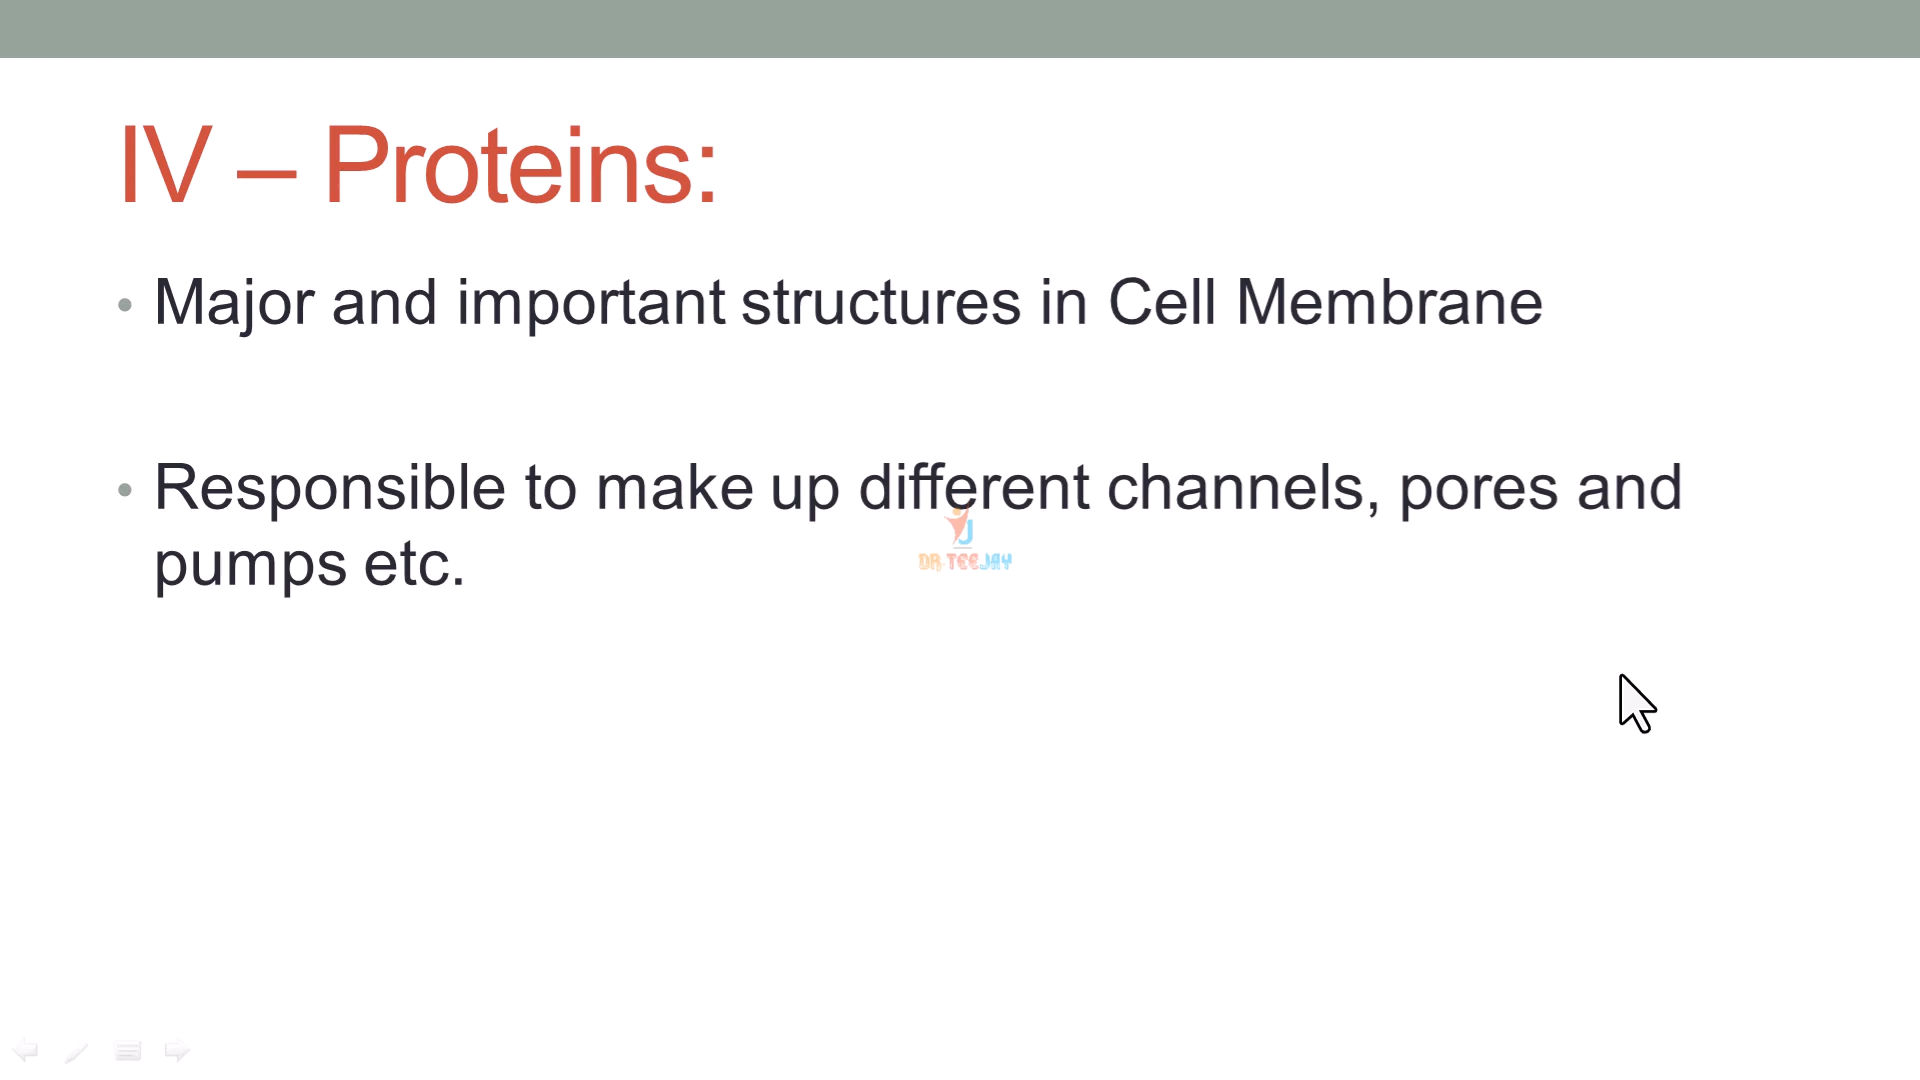 IV – Proteins:
• Major and important structures in Cell Membrane
• Responsible to make up different channels, pores and
pumps etc.
J
DR TEEJAY